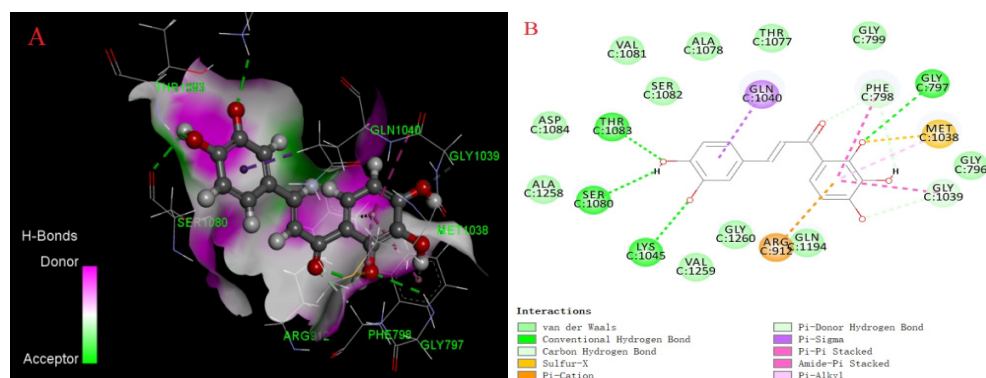 A
THR1083
GLN1040
GLY1039
SER1080
MET1038
H-Bonds
Donor
Acceptor
ARG912
PHE798
GLY797
B
VAL
C:1081
ALA
C:1078
THR
C:1077
GLY
C:799
SER
C:1082
GLN
C:1040
PHE
C:798
GLY
C:797
ASP
C:1084
THR
C:1083
MET
C:1038
H
GLY
C:796
ALA
C:1258
SER
C:1080
H
GLY
C:1039
LYS
C:1045
GLY
C:1260
ARG
C:912
GLN
C:1194
VAL
C:1259
Interactions
van der Waals
Conventional Hydrogen Bond
Carbon Hydrogen Bond
Sulfur-X
Pi-Cation
Pi-Donor Hydrogen Bond
Pi-Sigma
Pi-Pi Stacked
Amide-Pi Stacked
Pi-Alkyl